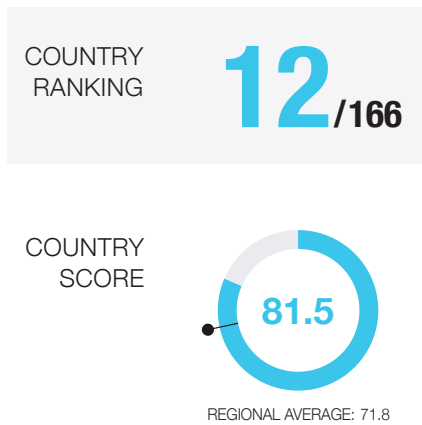 COUNTRY
RANKING
12/166
COUNTRY
SCORE
81.5
REGIONAL AVERAGE: 71.8